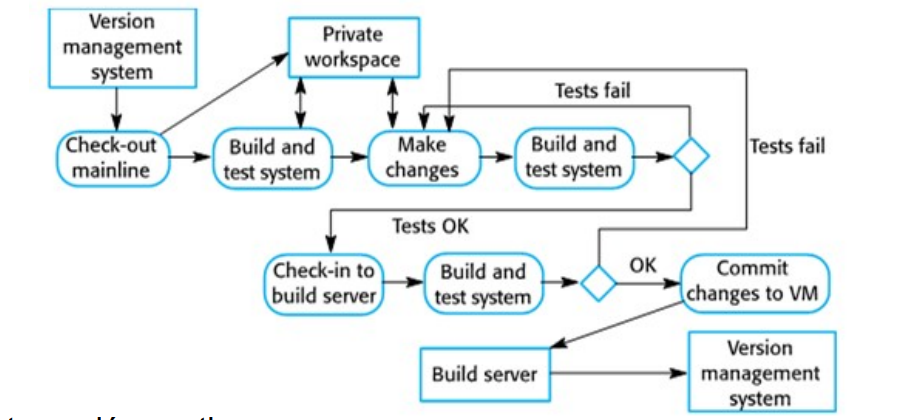 Version
management
system
Private
workspace
Tests fail
Check-out
mainline
Build and
test system
Make
changes
Build and
test system
Tests fail
Tests OK
Check-in to
build server
Build and
test system
OK
Commit
changes to VM
Build server
Version
management
system